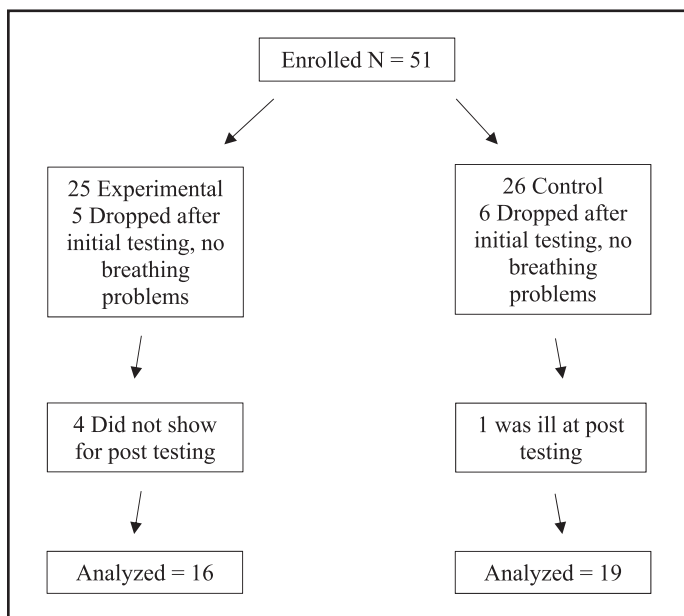 Enrolled N = 51
25 Experimental
5 Dropped after
initial testing, no
breathing
problems
26 Control
6 Dropped after
initial testing, no
breathing
problems
4 Did not show
for post testing
1 was ill at post
testing
Analyzed = 16
Analyzed = 19